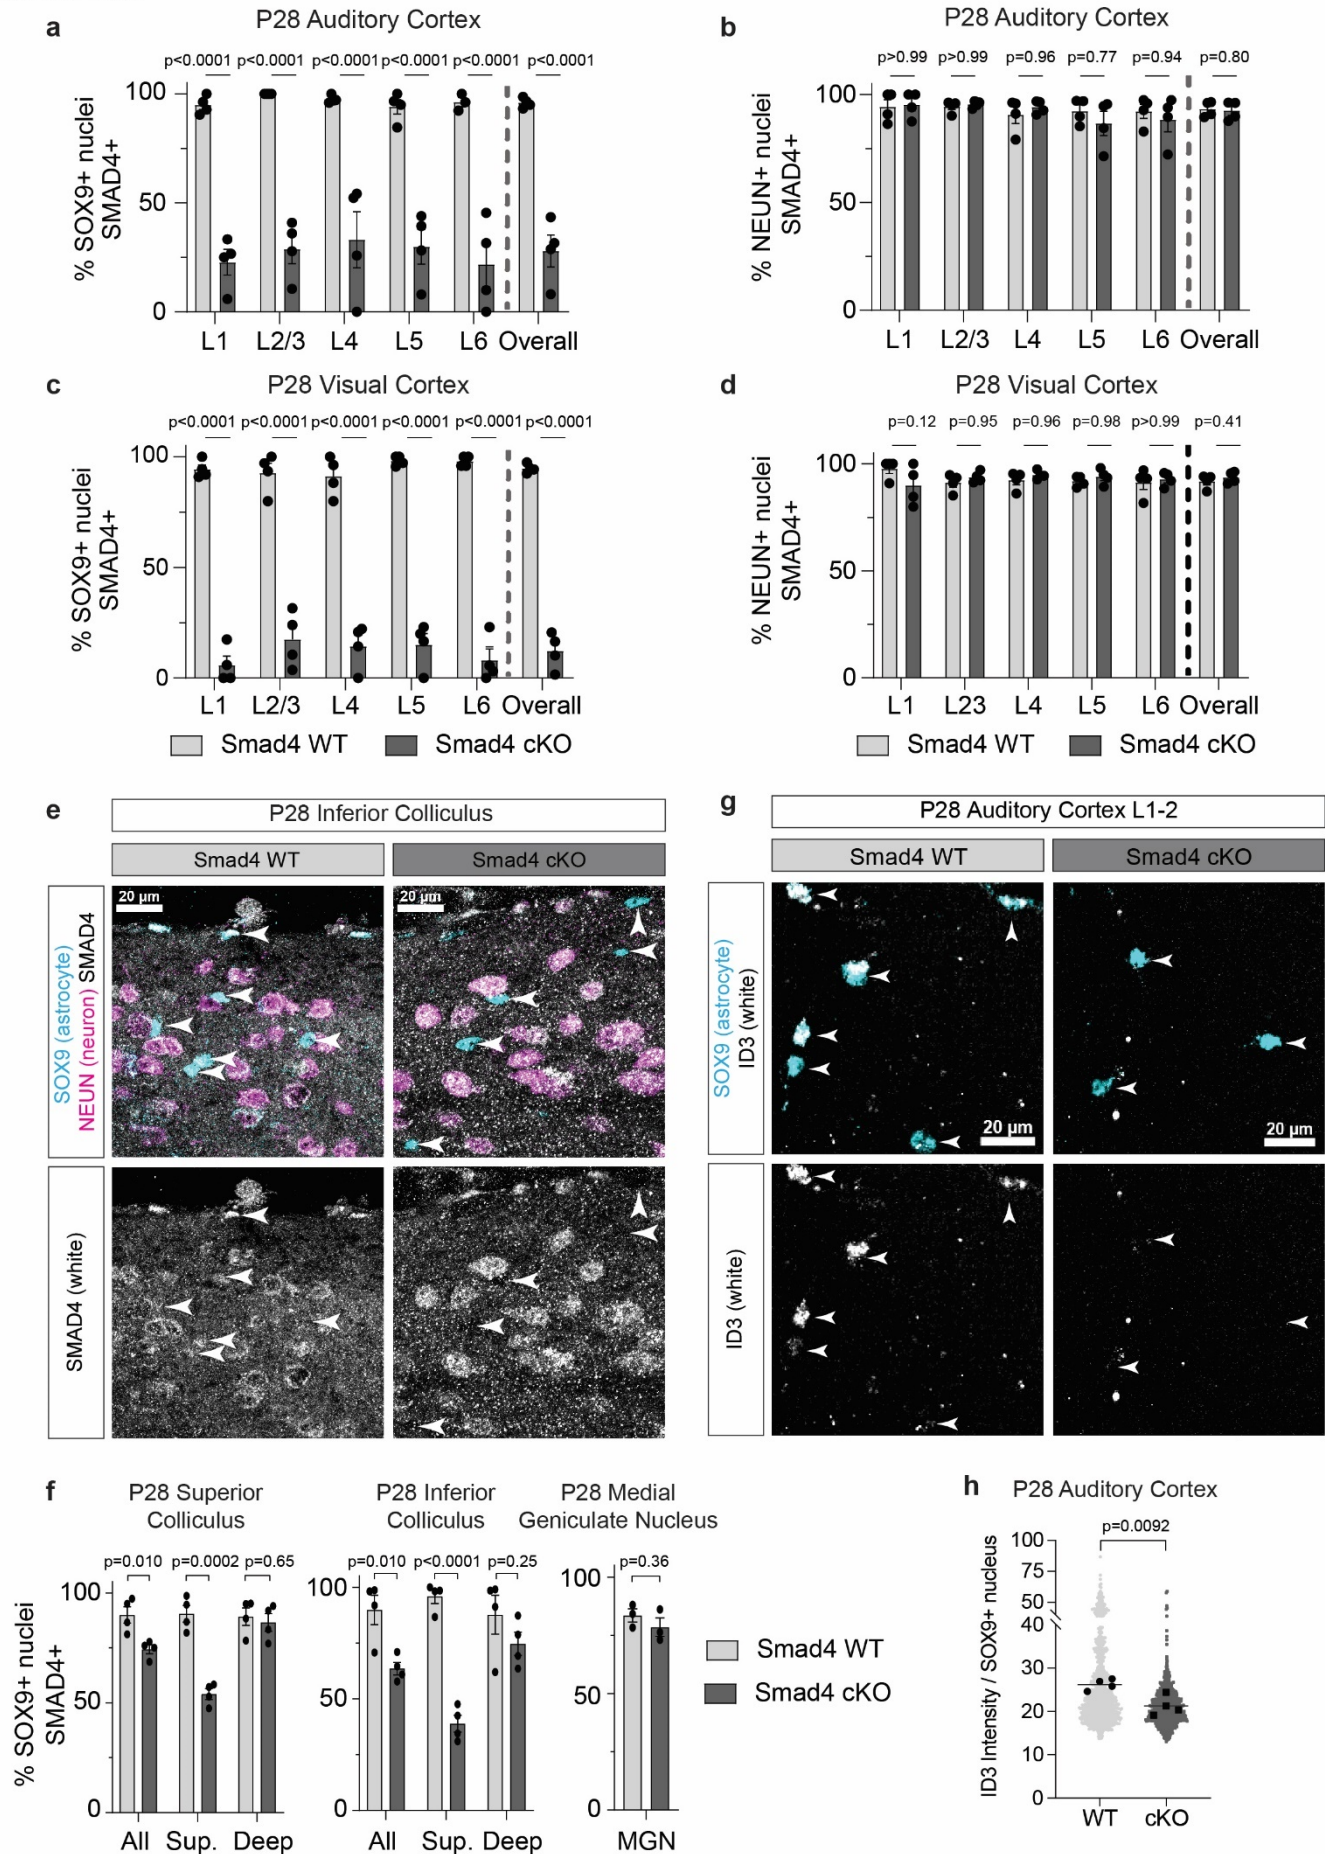 a
P28 Auditory Cortex
p<0.0001 p<0.0001 p<0.0001 p<0.0001 p<0.0001 p<0.0001
% SOX9+ nuclei
SMAD4+
100
50
0
L1 L2/3 L4 L5 L6 Overall
b
P28 Auditory Cortex
p>0.99 p>0.99 p=0.96 p=0.77 p=0.94 p=0.80
% NEUN+ nuclei
SMAD4+
100
50
0
L1 L2/3 L4 L5 L6 Overall
c
P28 Visual Cortex
p<0.0001 p<0.0001 p<0.0001 p<0.0001 p<0.0001 p<0.0001
% SOX9+ nuclei
SMAD4+
100
50
0
L1 L2/3 L4 L5 L6 Overall
Smad4 WT Smad4 cKO
d
P28 Visual Cortex
p=0.12 p=0.95 p=0.96 p=0.98 p>0.99 p=0.41
% NEUN+ nuclei
SMAD4+
100
50
0
L1 L23 L4 L5 L6 Overall
Smad4 WT Smad4 cKO
e
P28 Inferior Colliculus
Smad4 WT Smad4 cKO
SOX9 (astrocyte)
NEUN (neuron) SMAD4
20 µm
20 µm
SMAD4 (white)
g
P28 Auditory Cortex L1-2
Smad4 WT Smad4 cKO
SOX9 (astrocyte)
ID3 (white)
20 µm
20 µm
ID3 (white)
f
P28 Superior
Colliculus
p=0.010 p=0.0002 p=0.65
% SOX9+ nuclei
SMAD4+
100
50
0
All Sup. Deep
P28 Inferior
Colliculus
p=0.010 p<0.0001 p=0.25
100
50
0
All Sup. Deep
P28 Medial
Geniculate Nucleus
p=0.36
100
50
0
MGN
Smad4 WT
Smad4 cKO
h
P28 Auditory Cortex
p=0.0092
ID3 Intensity / SOX9+ nucleus
100
75
50
40
30
20
10
0
WT cKO